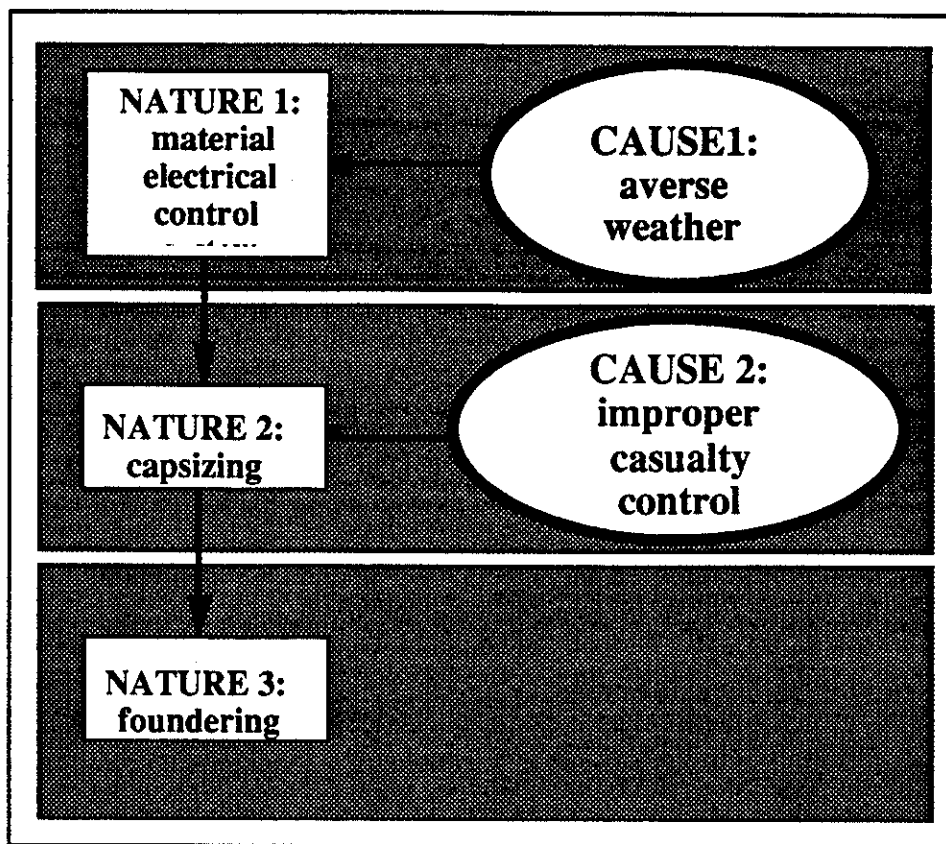 NATURE 1:
material
electrical
control
CAUSE1:
averse
weather
NATURE 2:
capsizing
CAUSE 2:
improper
casualty
control
NATURE 3:
foundering